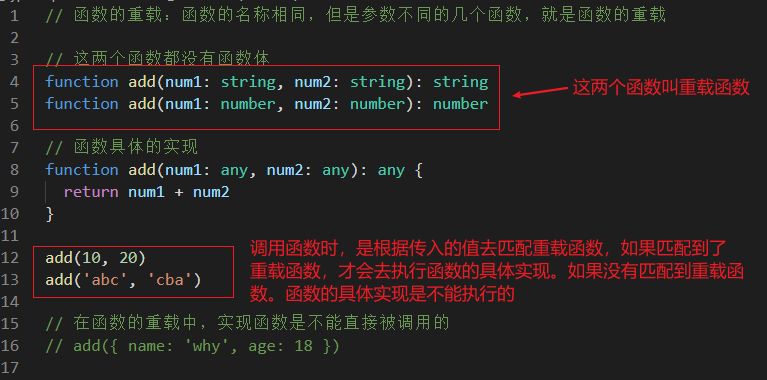 1 // 函数的重载：函数的名称相同，但是参数不同的几个函数，就是函数的重载
2
3 // 这两个函数都没有函数体
4 function add(num1: string, num2: string): string
5 function add(num1: number, num2: number): number
这两个函数叫重载函数
6
7 // 函数具体的实现
8 function add(num1: any, num2: any): any {
9 return num1 + num2
10 }
11
12 add(10, 20)
13 add('abc', 'cba')
调用函数时，是根据传入的值去匹配重载函数，如果匹配到了
重载函数，才会去执行函数的具体实现。如果没有匹配到重载函
数。函数的具体实现是不能执行的
14
15 // 在函数的重载中，实现函数是不能直接被调用的
16 // add({ name: 'why', age: 18 })
17